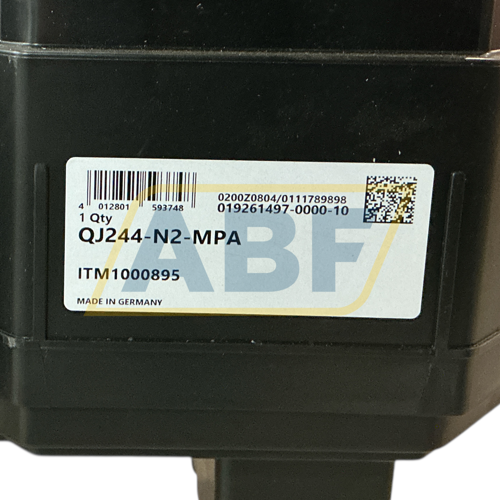 4 012801 593748
0200Z0804/0111789898
019261497-0000-10
1 Qty
QJ244-N2-MPA
ITM1000895
MADE IN GERMANY
ABF